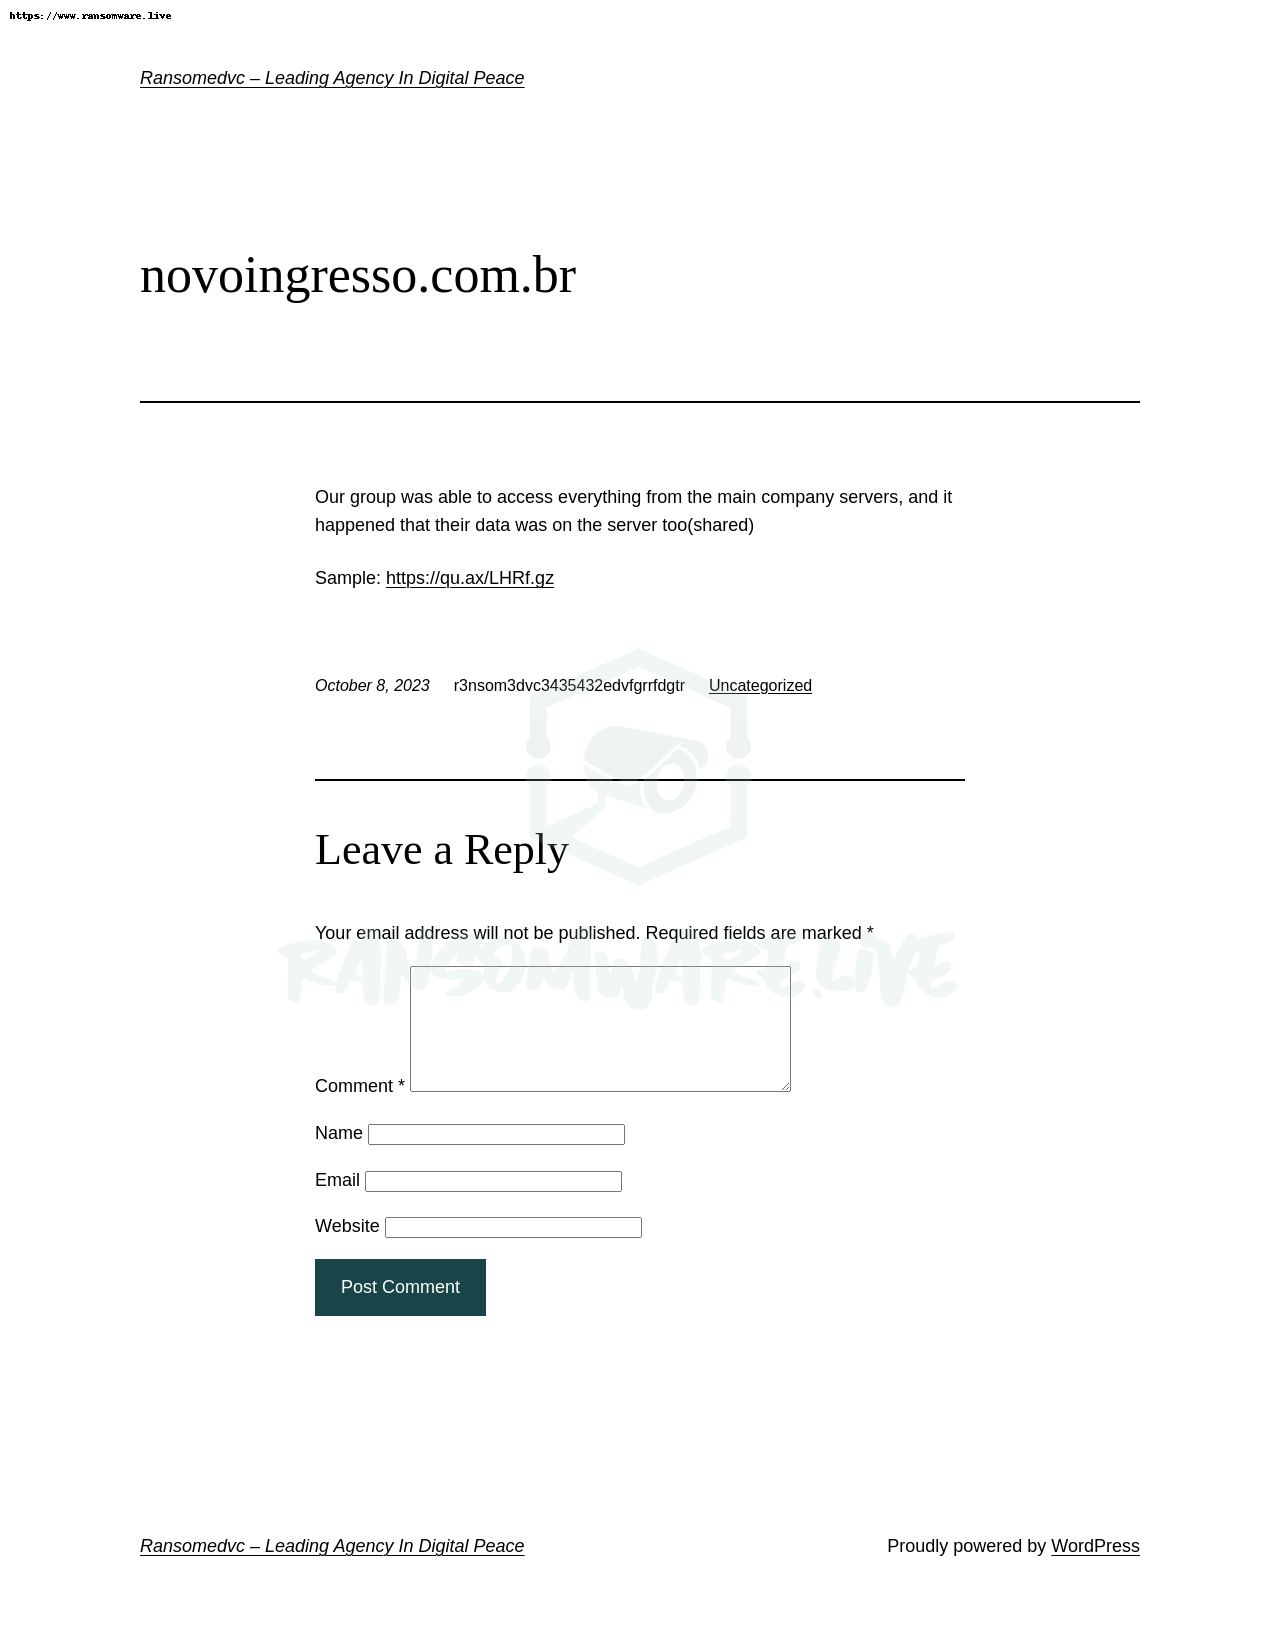 https://www.ransomware.live
Ransomedvc – Leading Agency In Digital Peace
novoingresso.com.br
Our group was able to access everything from the main company servers, and it
happened that their data was on the server too(shared)
Sample: https://qu.ax/LHRf.gz
October 8, 2023 r3nsom3dvc3435432edvfgrrfdgtr Uncategorized
Leave a Reply
Your email address will not be published. Required fields are marked *
RANSOMWARE.LiVE
Comment *
Name
Email
Website
Post Comment
Ransomedvc – Leading Agency In Digital Peace Proudly powered by WordPress